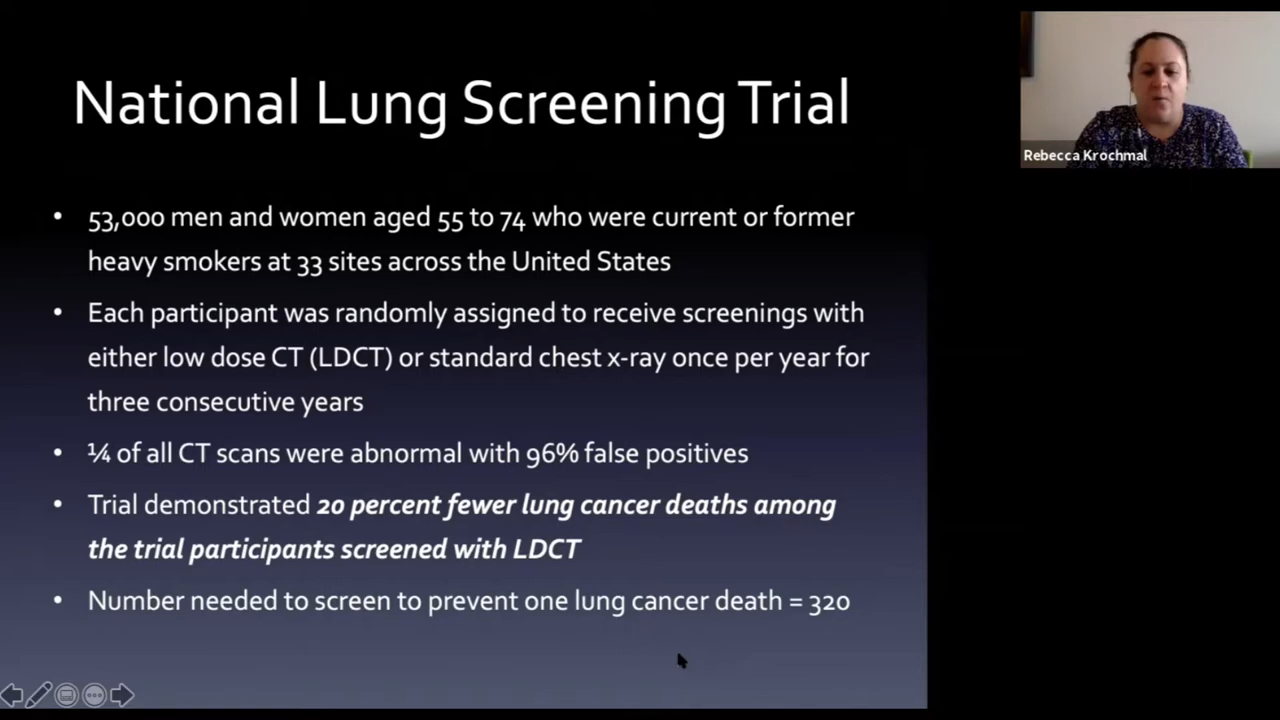 National Lung Screening Trial
Rebecca Krochmal
• 53,000 men and women aged 55 to 74 who were current or former
heavy smokers at 33 sites across the United States
• Each participant was randomly assigned to receive screenings with
either low dose CT (LDCT) or standard chest x-ray once per year for
three consecutive years
• ¼ of all CT scans were abnormal with 96% false positives
• Trial demonstrated 20 percent fewer lung cancer deaths among
the trial participants screened with LDCT
• Number needed to screen to prevent one lung cancer death = 320